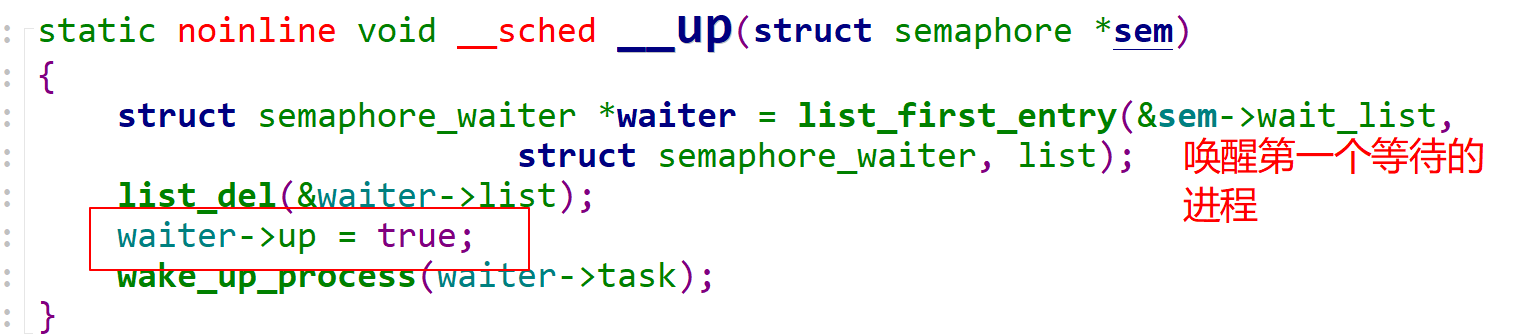 static noinline void __sched __up(struct semaphore *sem)
{
struct semaphore_waiter *waiter = list_first_entry(&sem->wait_list,
struct semaphore_waiter, list); 唤醒第一个等待的
进程
list_del(&waiter->list);
waiter->up = true;
wake_up_process(waiter->task);
}